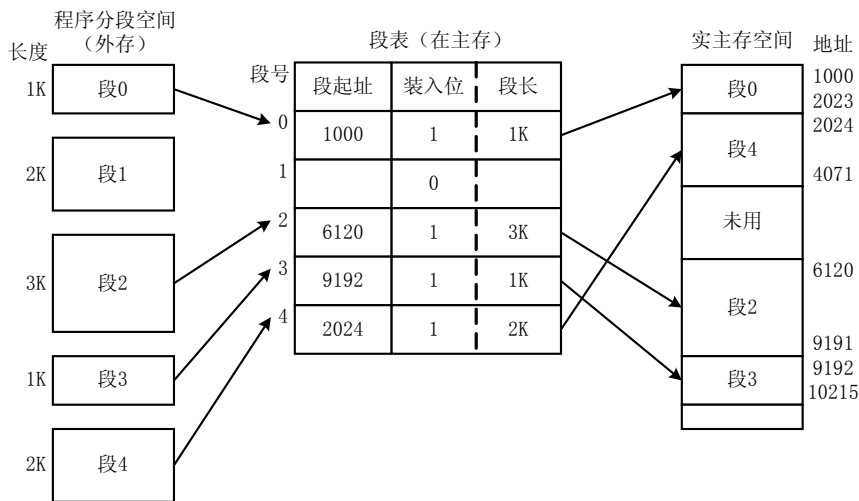 程序分段空间
（外存）
长度
1K
段0
2K
段1
3K
段2
1K
段3
2K
段4
段表（在主存）
段号
段起址 装入位 段长
0
1000 1 1K
1
0
2
6120 1 3K
3
9192 1 1K
4
2024 1 2K
实主存空间
地址
段0
1000
2023
2024
段4
4071
未用
6120
段2
9191
9192
段3
10215